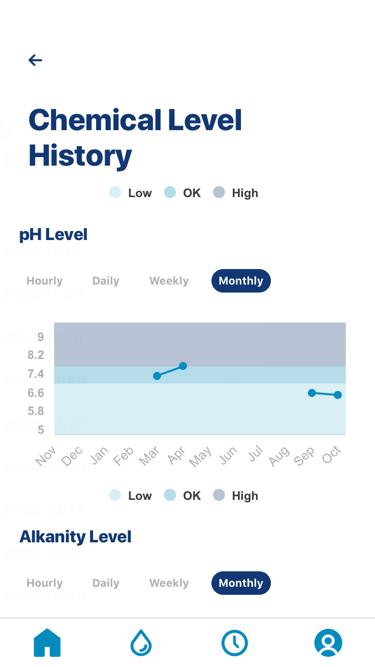 Chemical Level
History
Low OK High
pH Level
Hourly Daily Weekly Monthly
9
8.2
7.4
6.6
5.8
5
Nov Dec Jan Feb Mar Apr May Jun Jul Aug Sep Oct
Low OK High
Alkanity Level
Hourly Daily Weekly Monthly